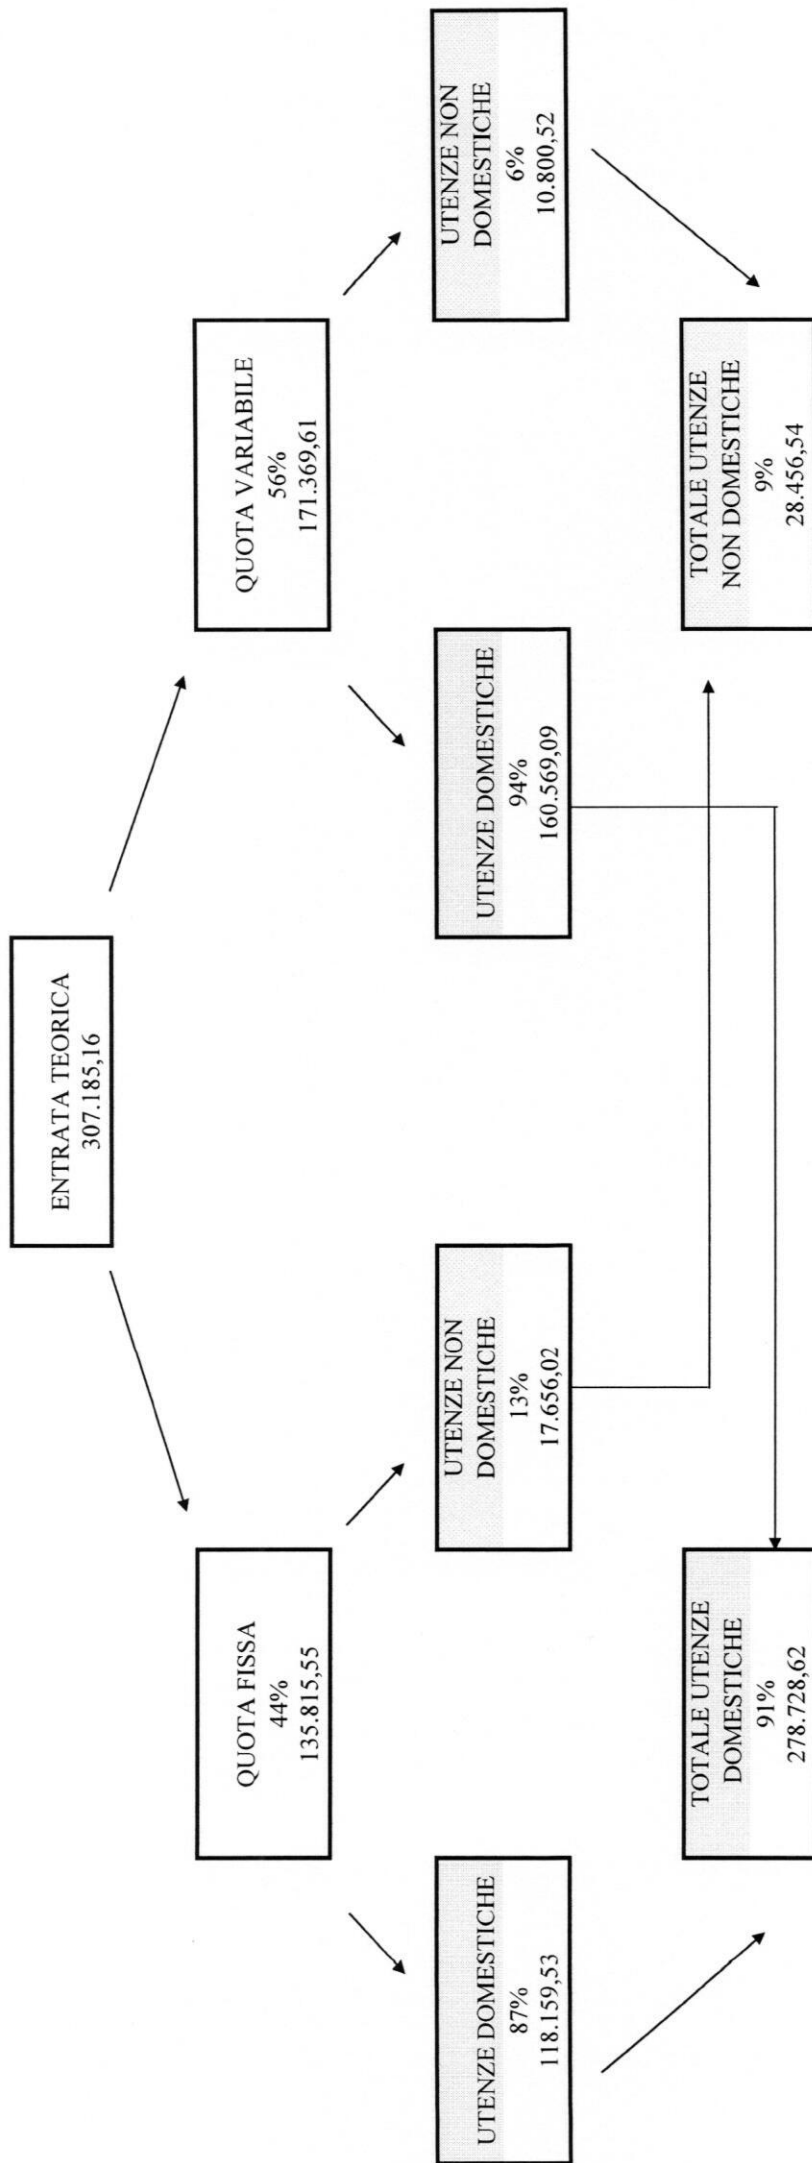 ENTRATA TEORICA
307.185,16
QUOTA FISSA
44%
135.815,55
QUOTA VARIABILE
56%
171.369,61
UTENZE DOMESTICHE
87%
118.159,53
UTENZE NON
DOMESTICHE
13%
17.656,02
UTENZE DOMESTICHE
94%
160.569,09
UTENZE NON
DOMESTICHE
6%
10.800,52
TOTALE UTENZE
DOMESTICHE
91%
278.728,62
TOTALE UTENZE
NON DOMESTICHE
9%
28.456,54